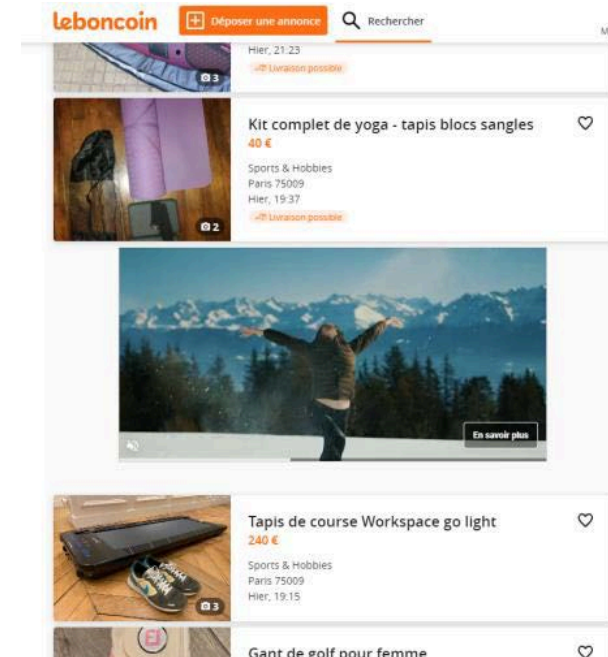 leboncoin
Déposer une annonce
Rechercher
M
Hier, 21:23
Livraison possible
3
Kit complet de yoga - tapis blocs sangles
40 €
Sports & Hobbies
Paris 75009
Hier, 19:37
Livraison possible
2
En savoir plus
Tapis de course Workspace go light
240 €
Sports & Hobbies
Paris 75009
Hier, 19:15
3
Gant de golf pour femme